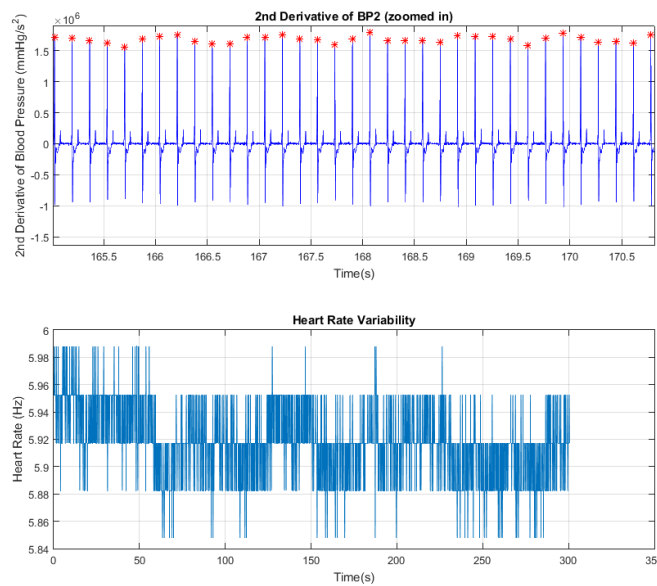 2nd Derivative of BP2 (zoomed in)
×10⁶
2nd Derivative of Blood Pressure (mmHg/s²)
1.5
1
0.5
0
-0.5
-1
-1.5
165.5 166 166.5 167 167.5 168 168.5 169 169.5 170 170.5
Time(s)
Heart Rate Variability
Heart Rate (Hz)
6
5.98
5.96
5.94
5.92
5.9
5.88
5.86
5.84
0 50 100 150 200 250 300 35
Time(s)